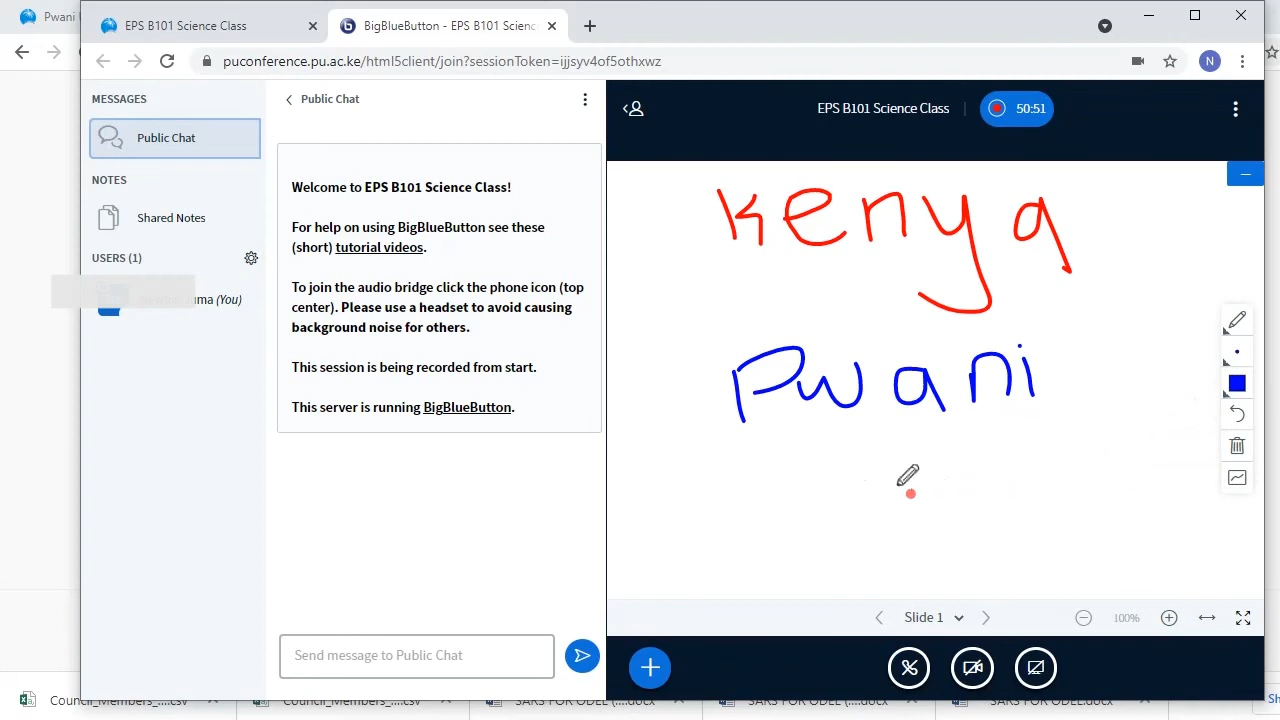 Pwani
EPS B101 Science Class
BigBlueButton - EPS B101 Scienc
puconference.pu.ac.ke/html5client/join?sessionToken=ijjsyv4of5othxwz
N
MESSAGES
Public Chat
NOTES
Shared Notes
USERS (1)
uma (You)
Public Chat
Welcome to EPS B101 Science Class!
For help on using BigBlueButton see these
(short) tutorial videos.
To join the audio bridge click the phone icon (top
center). Please use a headset to avoid causing
background noise for others.
This session is being recorded from start.
This server is running BigBlueButton.
Send message to Public Chat
EPS B101 Science Class
50:51
Kenya
Pwani
Slide 1
100%
Council_Members_....csv
Council_Members_....csv
SARS FOR ODEL (....docx
SARS FOR ODEL (....docx
SARS FOR ODEL.docx
Sh